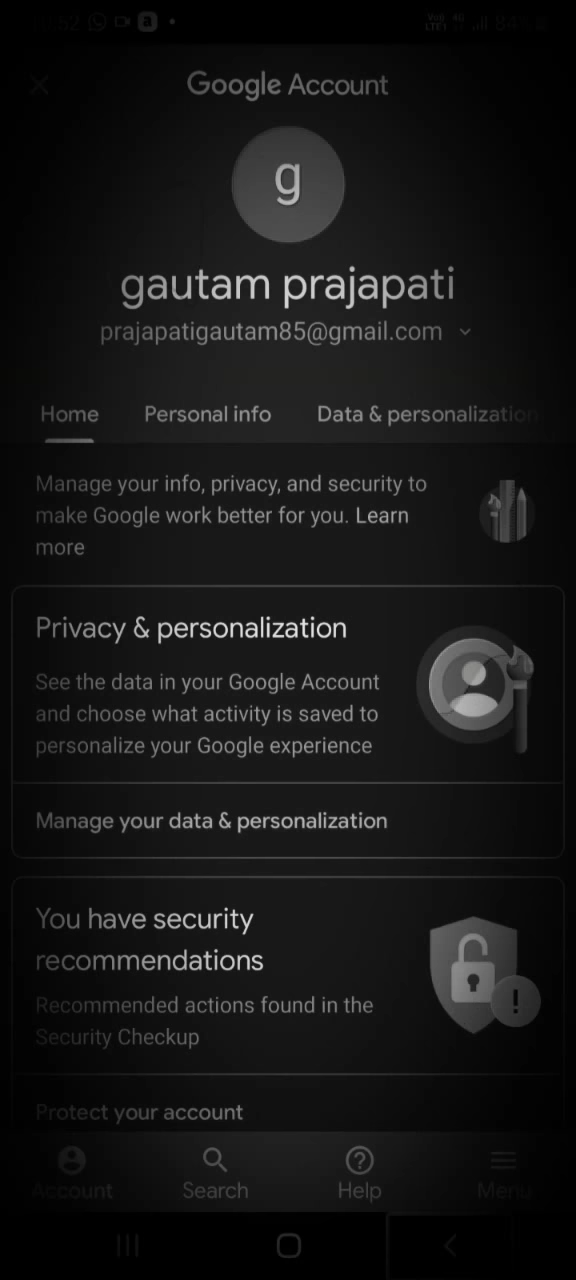 Google Account
g
gautam prajapati
prajapatigautam85@gmail.com
Home Personal info Data & personalization
Manage your info, privacy, and security to
make Google work better for you. Learn
more
Privacy & personalization
See the data in your Google Account
and choose what activity is saved to
personalize your Google experience
Manage your data & personalization
You have security
recommendations
Recommended actions found in the
Security Checkup
Protect your account
Account Search Help Menu